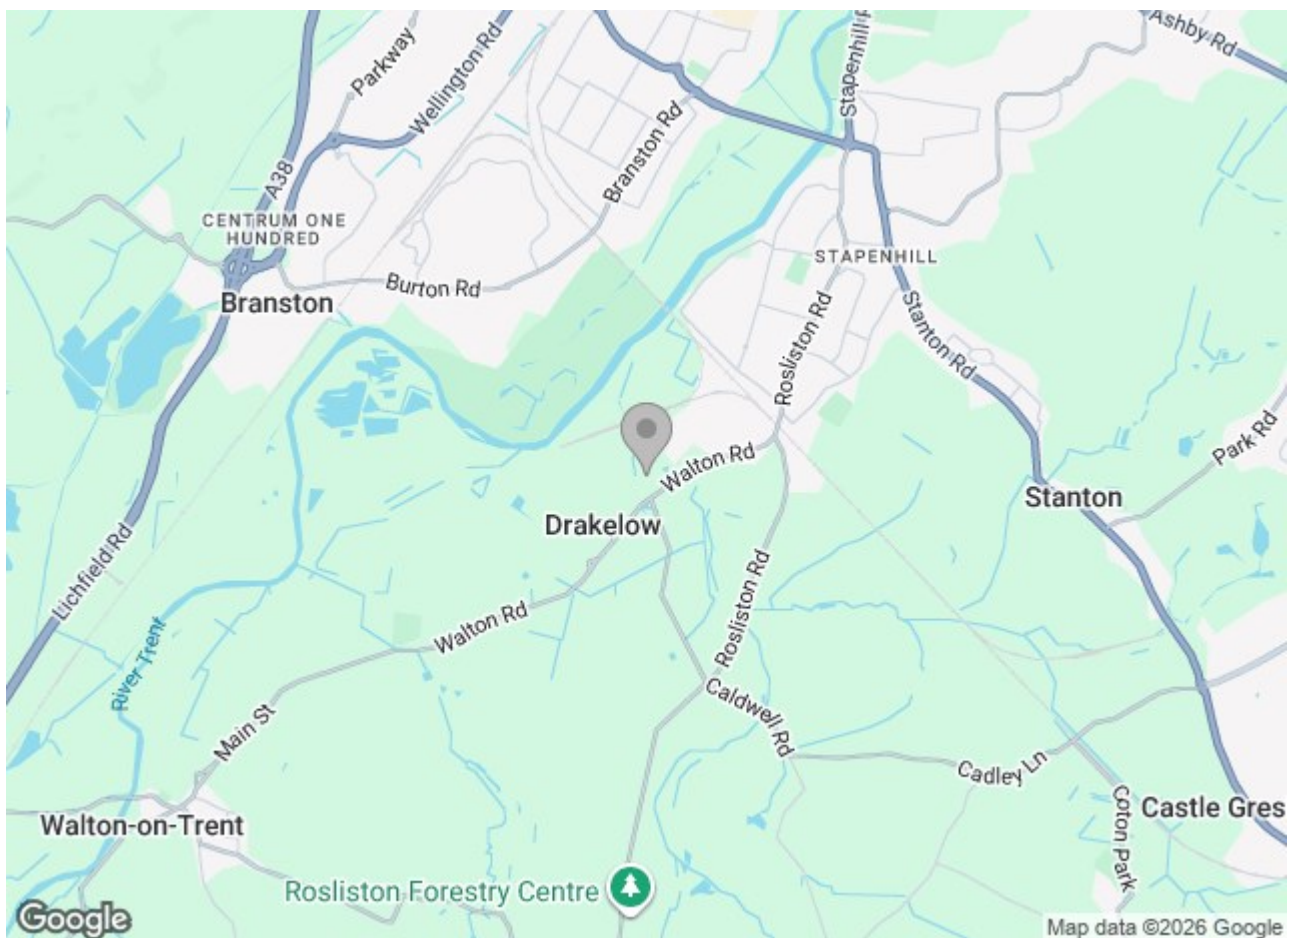 Ashby Rd
Stapenhill
Parkway
Wellington Rd
Branston Rd
A38
CENTRUM ONE
HUNDRED
STAPENHILL
Burton Rd
Branston
Rosliston Rd
Stanton Rd
Park Rd
Walton Rd
Stanton
Drakelow
Lichfield Rd
Rosliston Rd
Walton Rd
River Trent
Caldwell Rd
Main St
Cadley Ln
Coton Park
Castle Gres
Walton-on-Trent
Rosliston Forestry Centre
Google
Map data ©2026 Google